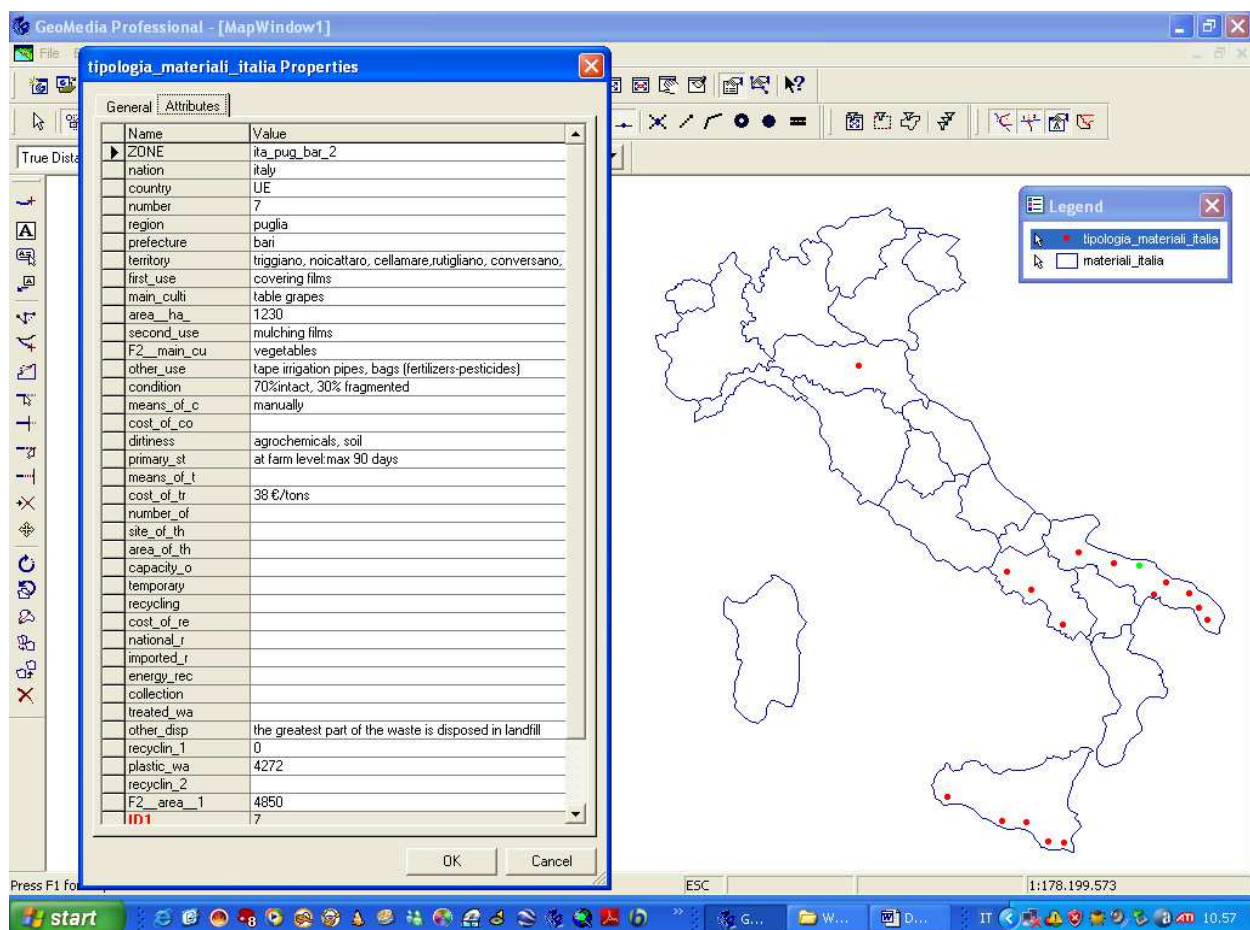 GeoMedia Professional - [MapWindow1]
File
tipologia_materiali_italia Properties
General Attributes
True Dista
Name Value
ZONE ita_pug_bar_2
nation italy
country UE
number 7
region puglia
prefecture bari
territory triggiano, noicattaro, cellamare,rutigliano, conversano,
first_use covering films
main_culti table grapes
area__ha_ 1230
second_use mulching films
F2__main_cu vegetables
other_use tape irrigation pipes, bags (fertilizers-pesticides)
condition 70%intact, 30% fragmented
means_of_c manually
cost_of_co
dirtiness agrochemicals, soil
primary_st at farm level:max 90 days
means_of_t
cost_of_tr 38 €/tons
number_of
site_of_th
area_of_th
capacity_o
temporary
recycling
cost_of_re
national_r
imported_r
energy_rec
collection
treated_wa
other_disp the greatest part of the waste is disposed in landfill
recyclin_1 0
plastic_wa 4272
recyclin_2
F2__area__1 4850
ID1 7
OK Cancel
Legend
tipologia_materiali_italia
materiali_italia
Press F1 fo
ESC
1:178.199.573
start
G...
W...
D...
IT
10.57